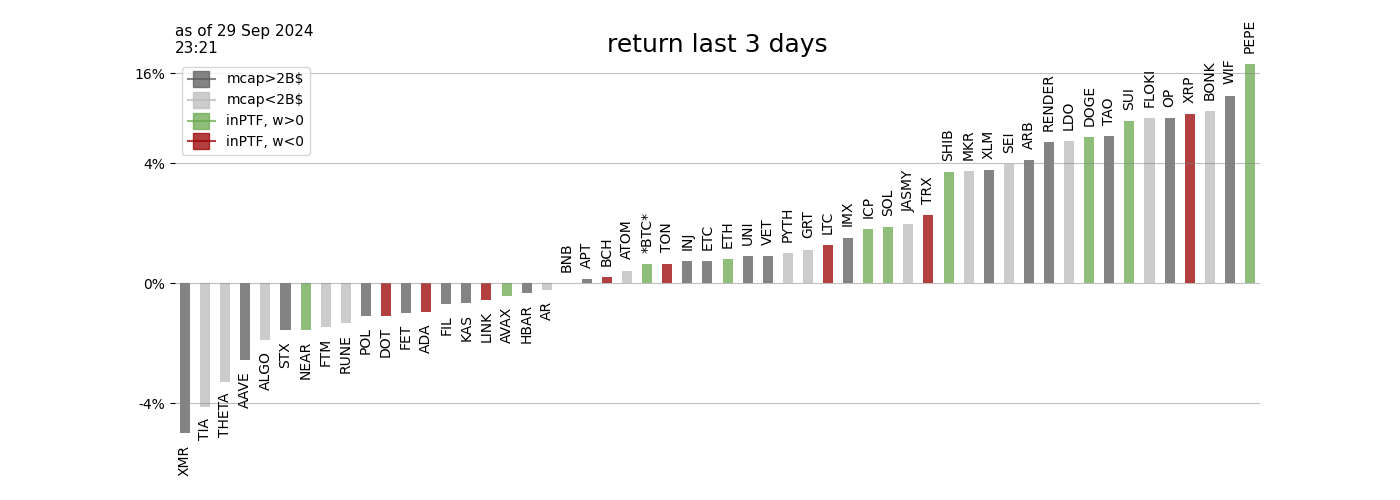 as of 29 Sep 2024
23:21
return last 3 days
mcap>2B$
mcap<2B$
inPTF, w>0
inPTF, w<0
16%
4%
0%
-4%
XMR
TIA
THETA
AAVE
ALGO
STX
NEAR
FTM
RUNE
POL
DOT
FET
ADA
FIL
KAS
LINK
AVAX
HBAR
AR
BNB
APT
BCH
ATOM
*BTC*
TON
INJ
ETC
ETH
UNI
VET
PYTH
GRT
LTC
IMX
ICP
SOL
JASMY
TRX
SHIB
MKR
XLM
SEI
ARB
RENDER
LDO
DOGE
TAO
SUI
FLOKI
OP
XRP
BONK
WIF
PEPE